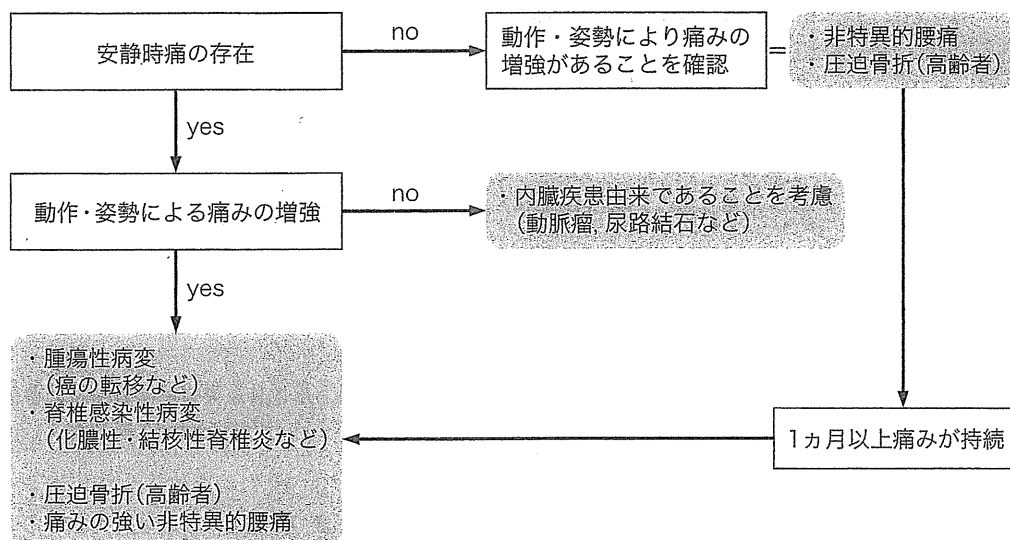 安静時痛の存在
no
動作・姿勢により痛みの
増強があることを確認
=
・非特異的腰痛
・圧迫骨折(高齢者)
yes
動作・姿勢による痛みの増強
no
・内臓疾患由来であることを考慮
(動脈瘤, 尿路結石など)
yes
・腫瘍性病変
(癌の転移など)
・脊椎感染性病変
(化膿性・結核性脊椎炎など)
・圧迫骨折(高齢者)
・痛みの強い非特異的腰痛
1ヵ月以上痛みが持続